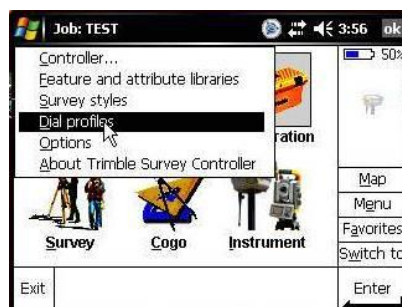 Job: TEST
3:56 ok
Controller...
Feature and attribute libraries
Survey styles
Dial profiles
Options
About Trimble Survey Controller
50%
ration
Survey
Cogo
Instrument
Map
Menu
Favorites
Switch to
Exit
Enter